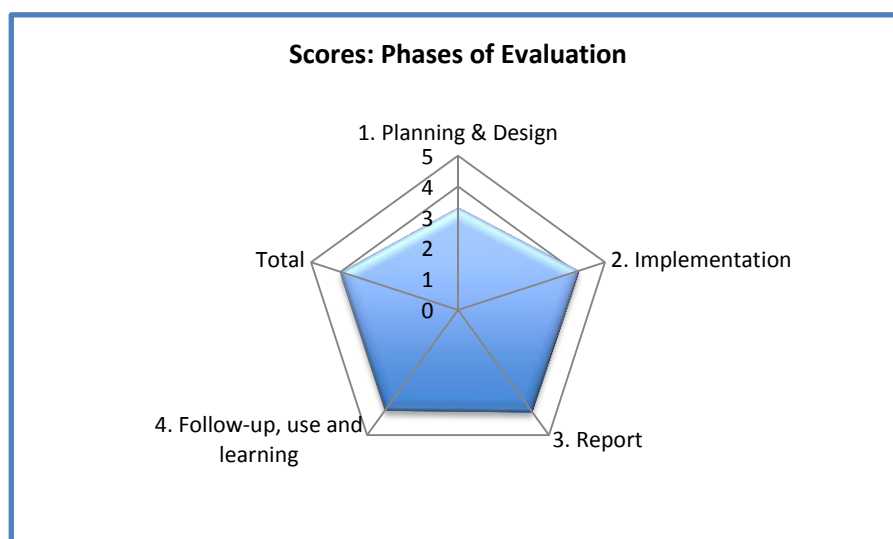 Scores: Phases of Evaluation
1. Planning & Design
5
4
3
2
1
0
Total
2. Implementation
4. Follow-up, use and
learning
3. Report